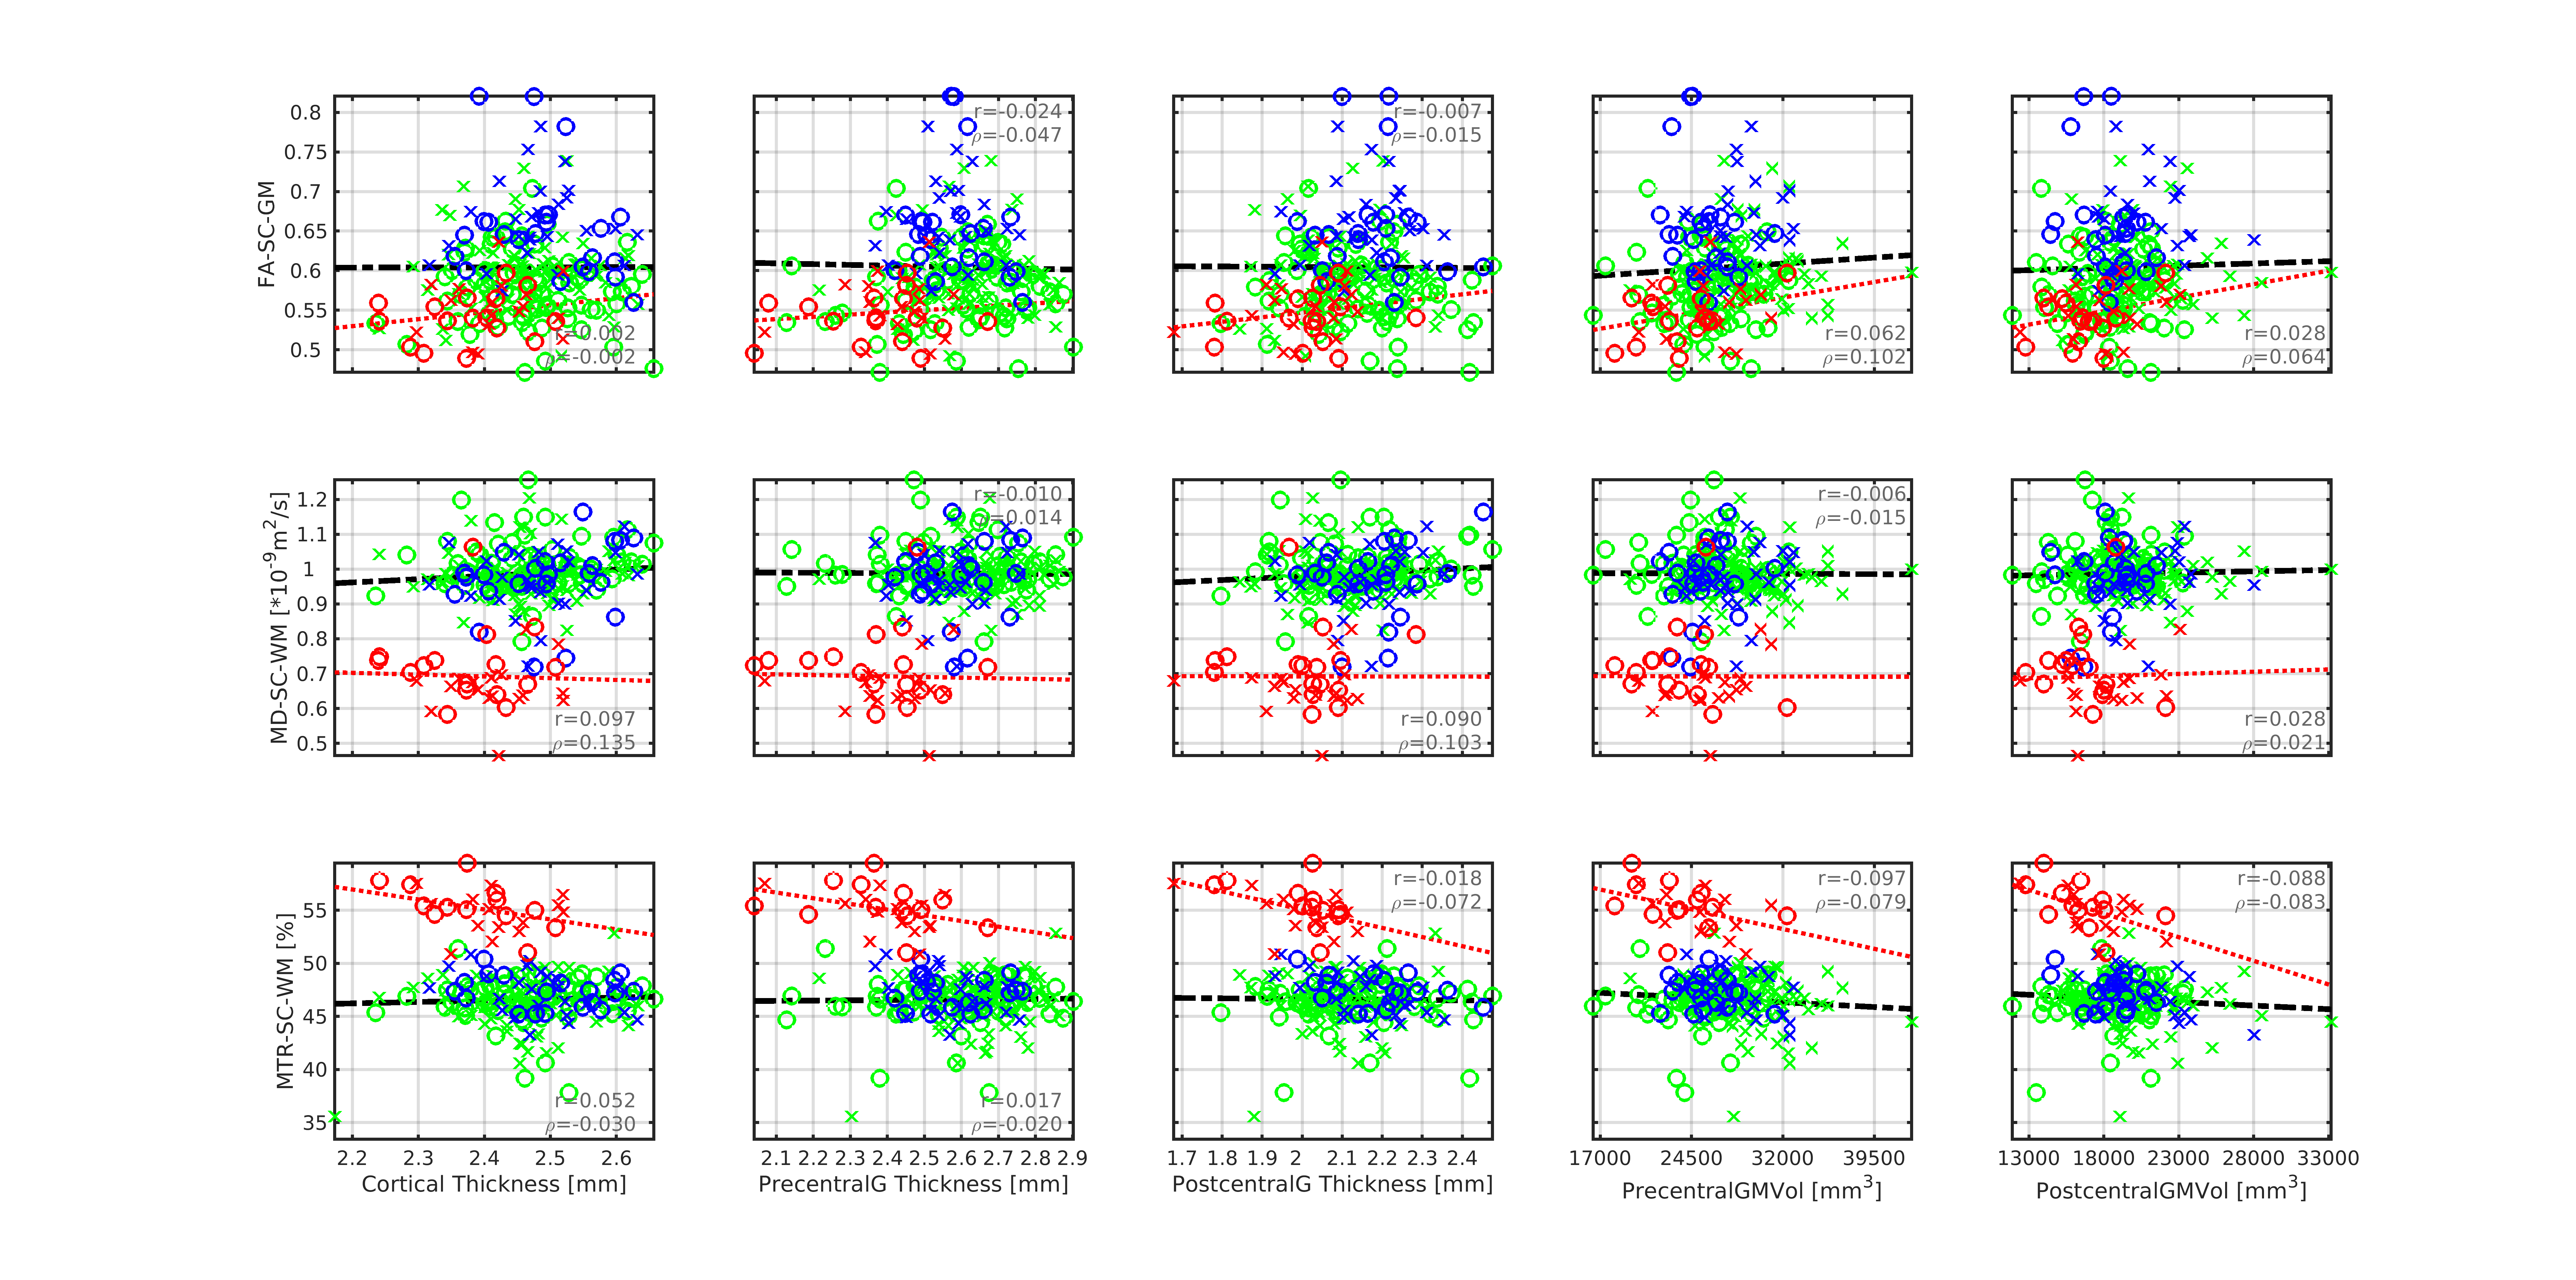 0.8
0.75
0.7
0.65
0.6
0.55
0.5
FA-SC-GM
r=0.002
ρ=-0.002
r=-0.024
ρ=-0.047
r=-0.007
ρ=-0.015
r=0.062
ρ=0.102
r=0.028
ρ=0.064
1.2
1.1
1
0.9
0.8
0.7
0.6
0.5
MD-SC-WM [*10⁻⁹m²/s]
r=0.097
ρ=0.135
r=-0.010
ρ=0.014
r=0.090
ρ=0.103
r=-0.006
ρ=-0.015
r=0.028
ρ=0.021
55
50
45
40
35
MTR-SC-WM [%]
r=0.052
ρ=-0.030
r=0.017
ρ=-0.020
r=-0.018
ρ=-0.072
r=-0.097
ρ=-0.079
r=-0.088
ρ=-0.083
2.2 2.3 2.4 2.5 2.6
Cortical Thickness [mm]
2.1 2.2 2.3 2.4 2.5 2.6 2.7 2.8 2.9
PrecentralG Thickness [mm]
1.7 1.8 1.9 2 2.1 2.2 2.3 2.4
PostcentralG Thickness [mm]
17000 24500 32000 39500
PrecentralGMVol [mm³]
13000 18000 23000 28000 33000
PostcentralGMVol [mm³]